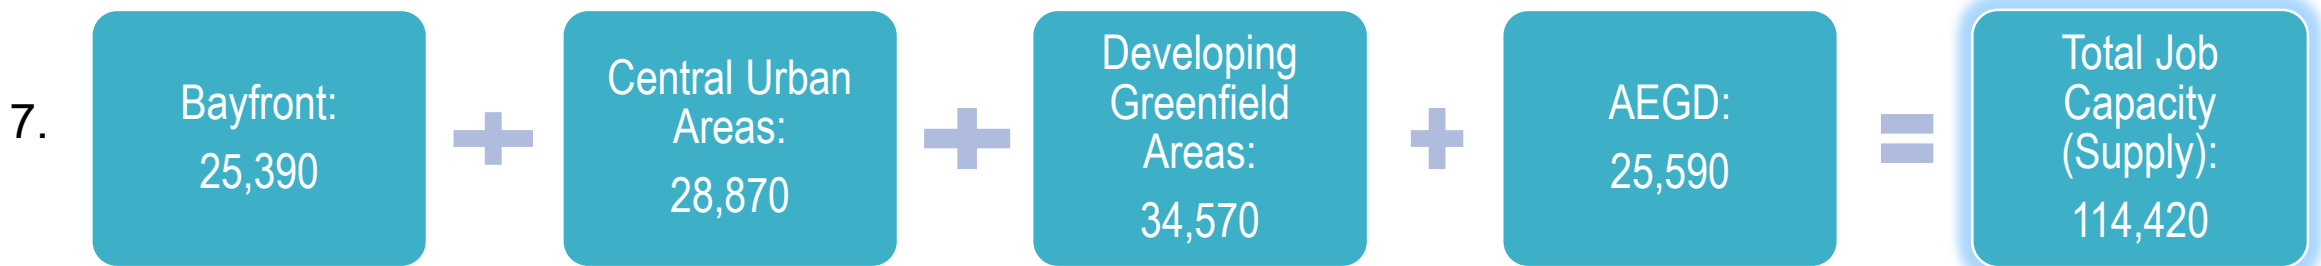 7.
Bayfront:
25,390
Central Urban
Areas:
28,870
Developing
Greenfield
Areas:
34,570
AEGD:
25,590
Total Job
Capacity
(Supply):
114,420